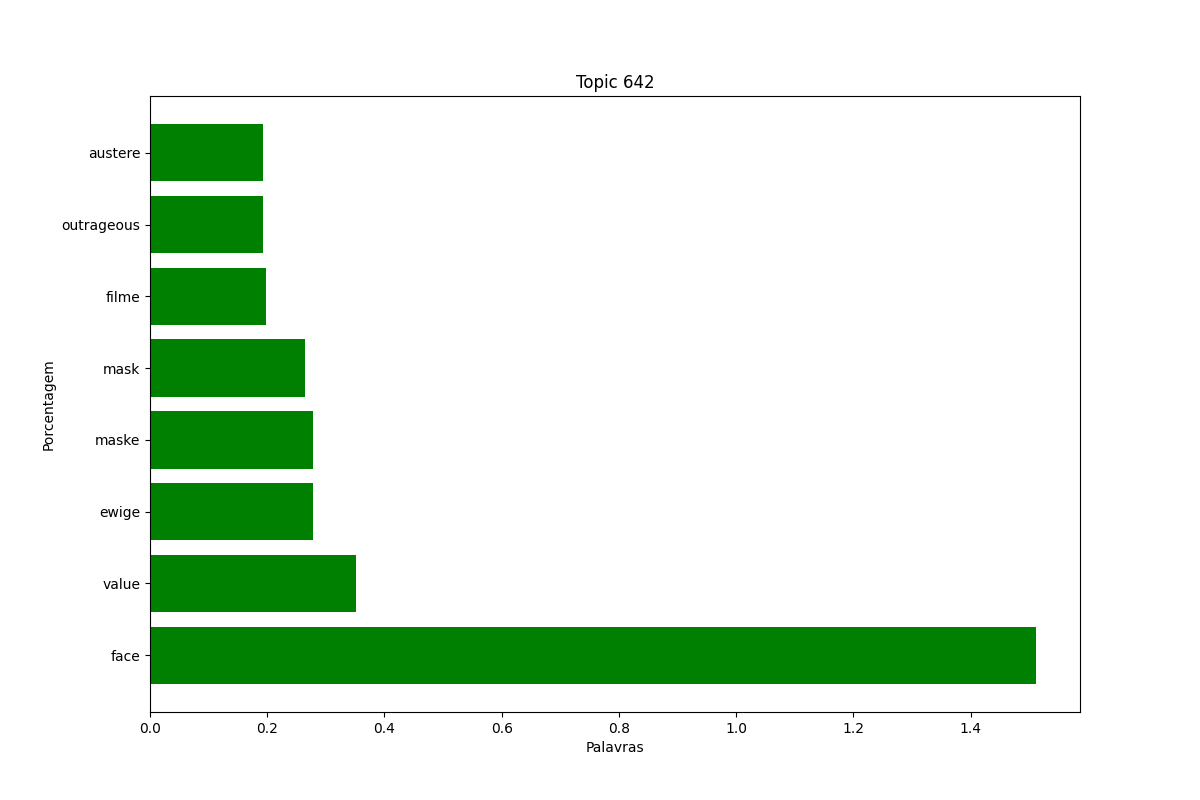 Topic 642
austere
outrageous
filme
mask
maske
ewige
value
face
Porcentagem
0.0 0.2 0.4 0.6 0.8 1.0 1.2 1.4
Palavras